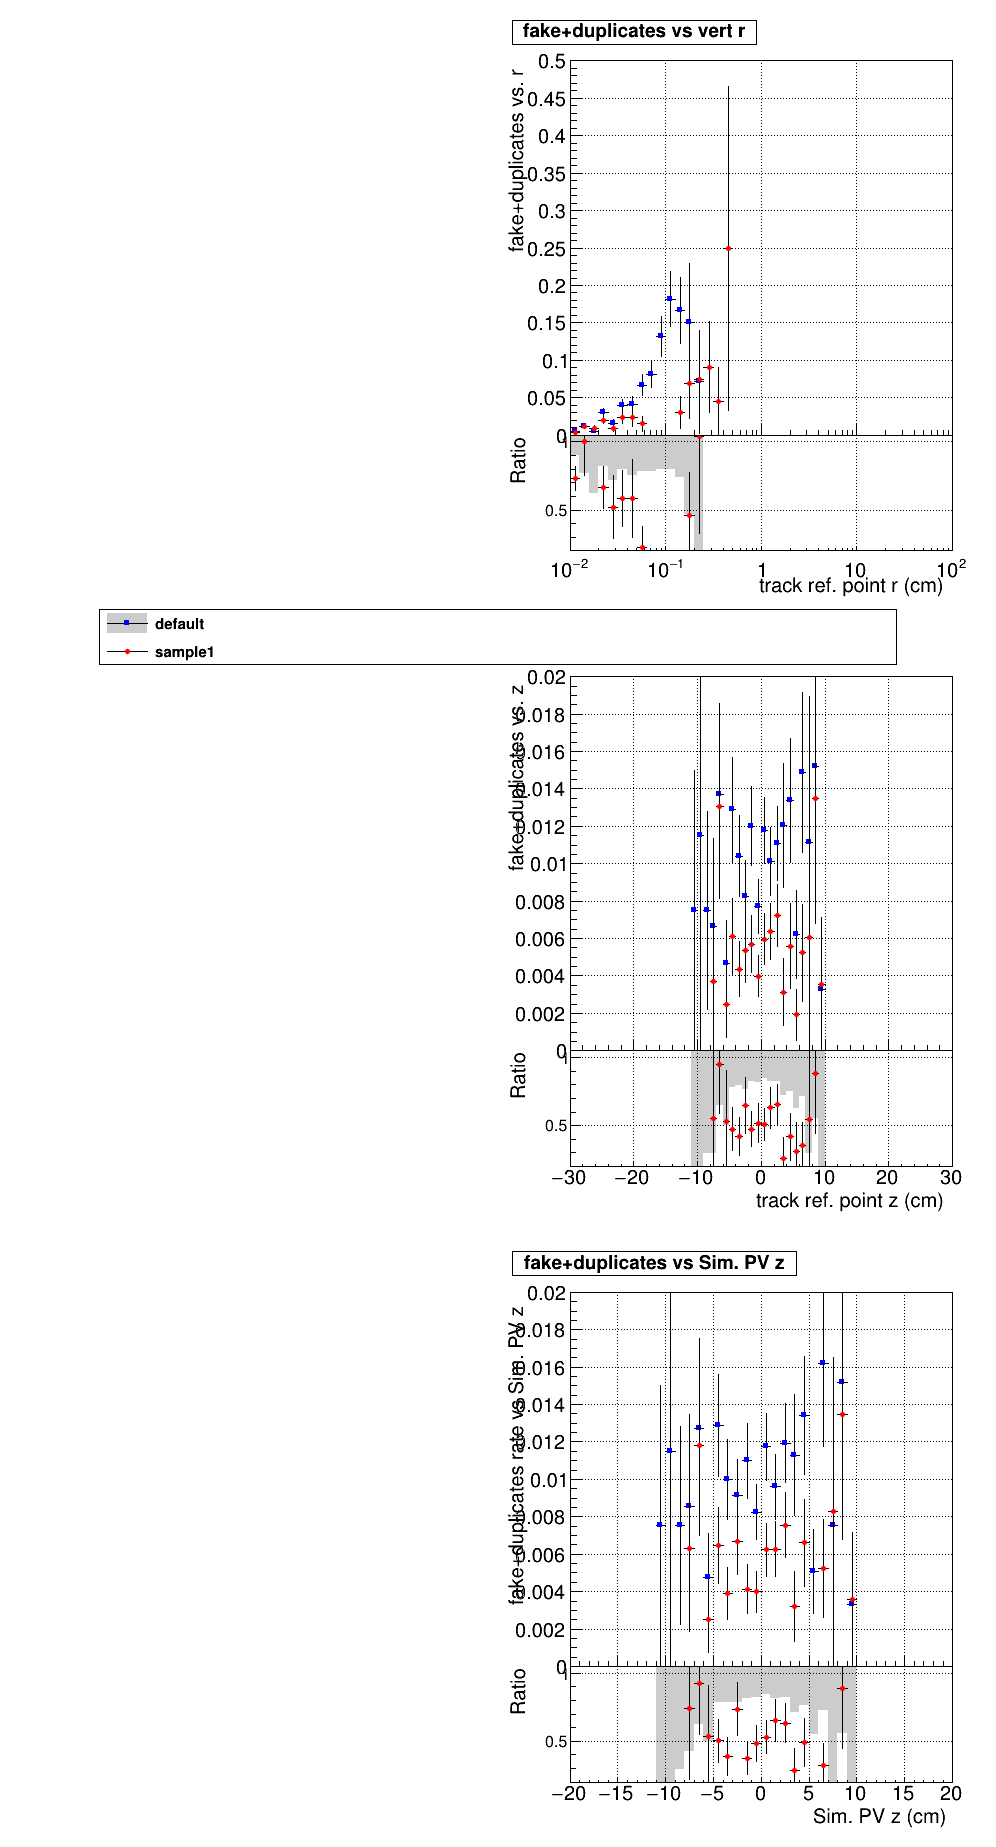 fake+duplicates vs vert r
fake+duplicates vs. r
0.5
0.45
0.4
0.35
0.3
0.25
0.2
0.15
0.1
0.05
0
Ratio
1
0.5
10−2 10−1 1 10 102
track ref. point r (cm)
default
sample1
fake+duplicates vs. z
0.02
0.018
0.016
0.014
0.012
0.01
0.008
0.006
0.004
0.002
0
Ratio
1
0.5
−30 −20 −10 0 10 20 30
track ref. point z (cm)
fake+duplicates vs Sim. PV z
fake+duplicates rate vs Sim. PV z
0.02
0.018
0.016
0.014
0.012
0.01
0.008
0.006
0.004
0.002
0
Ratio
1
0.5
−20 −15 −10 −5 0 5 10 15 20
Sim. PV z (cm)